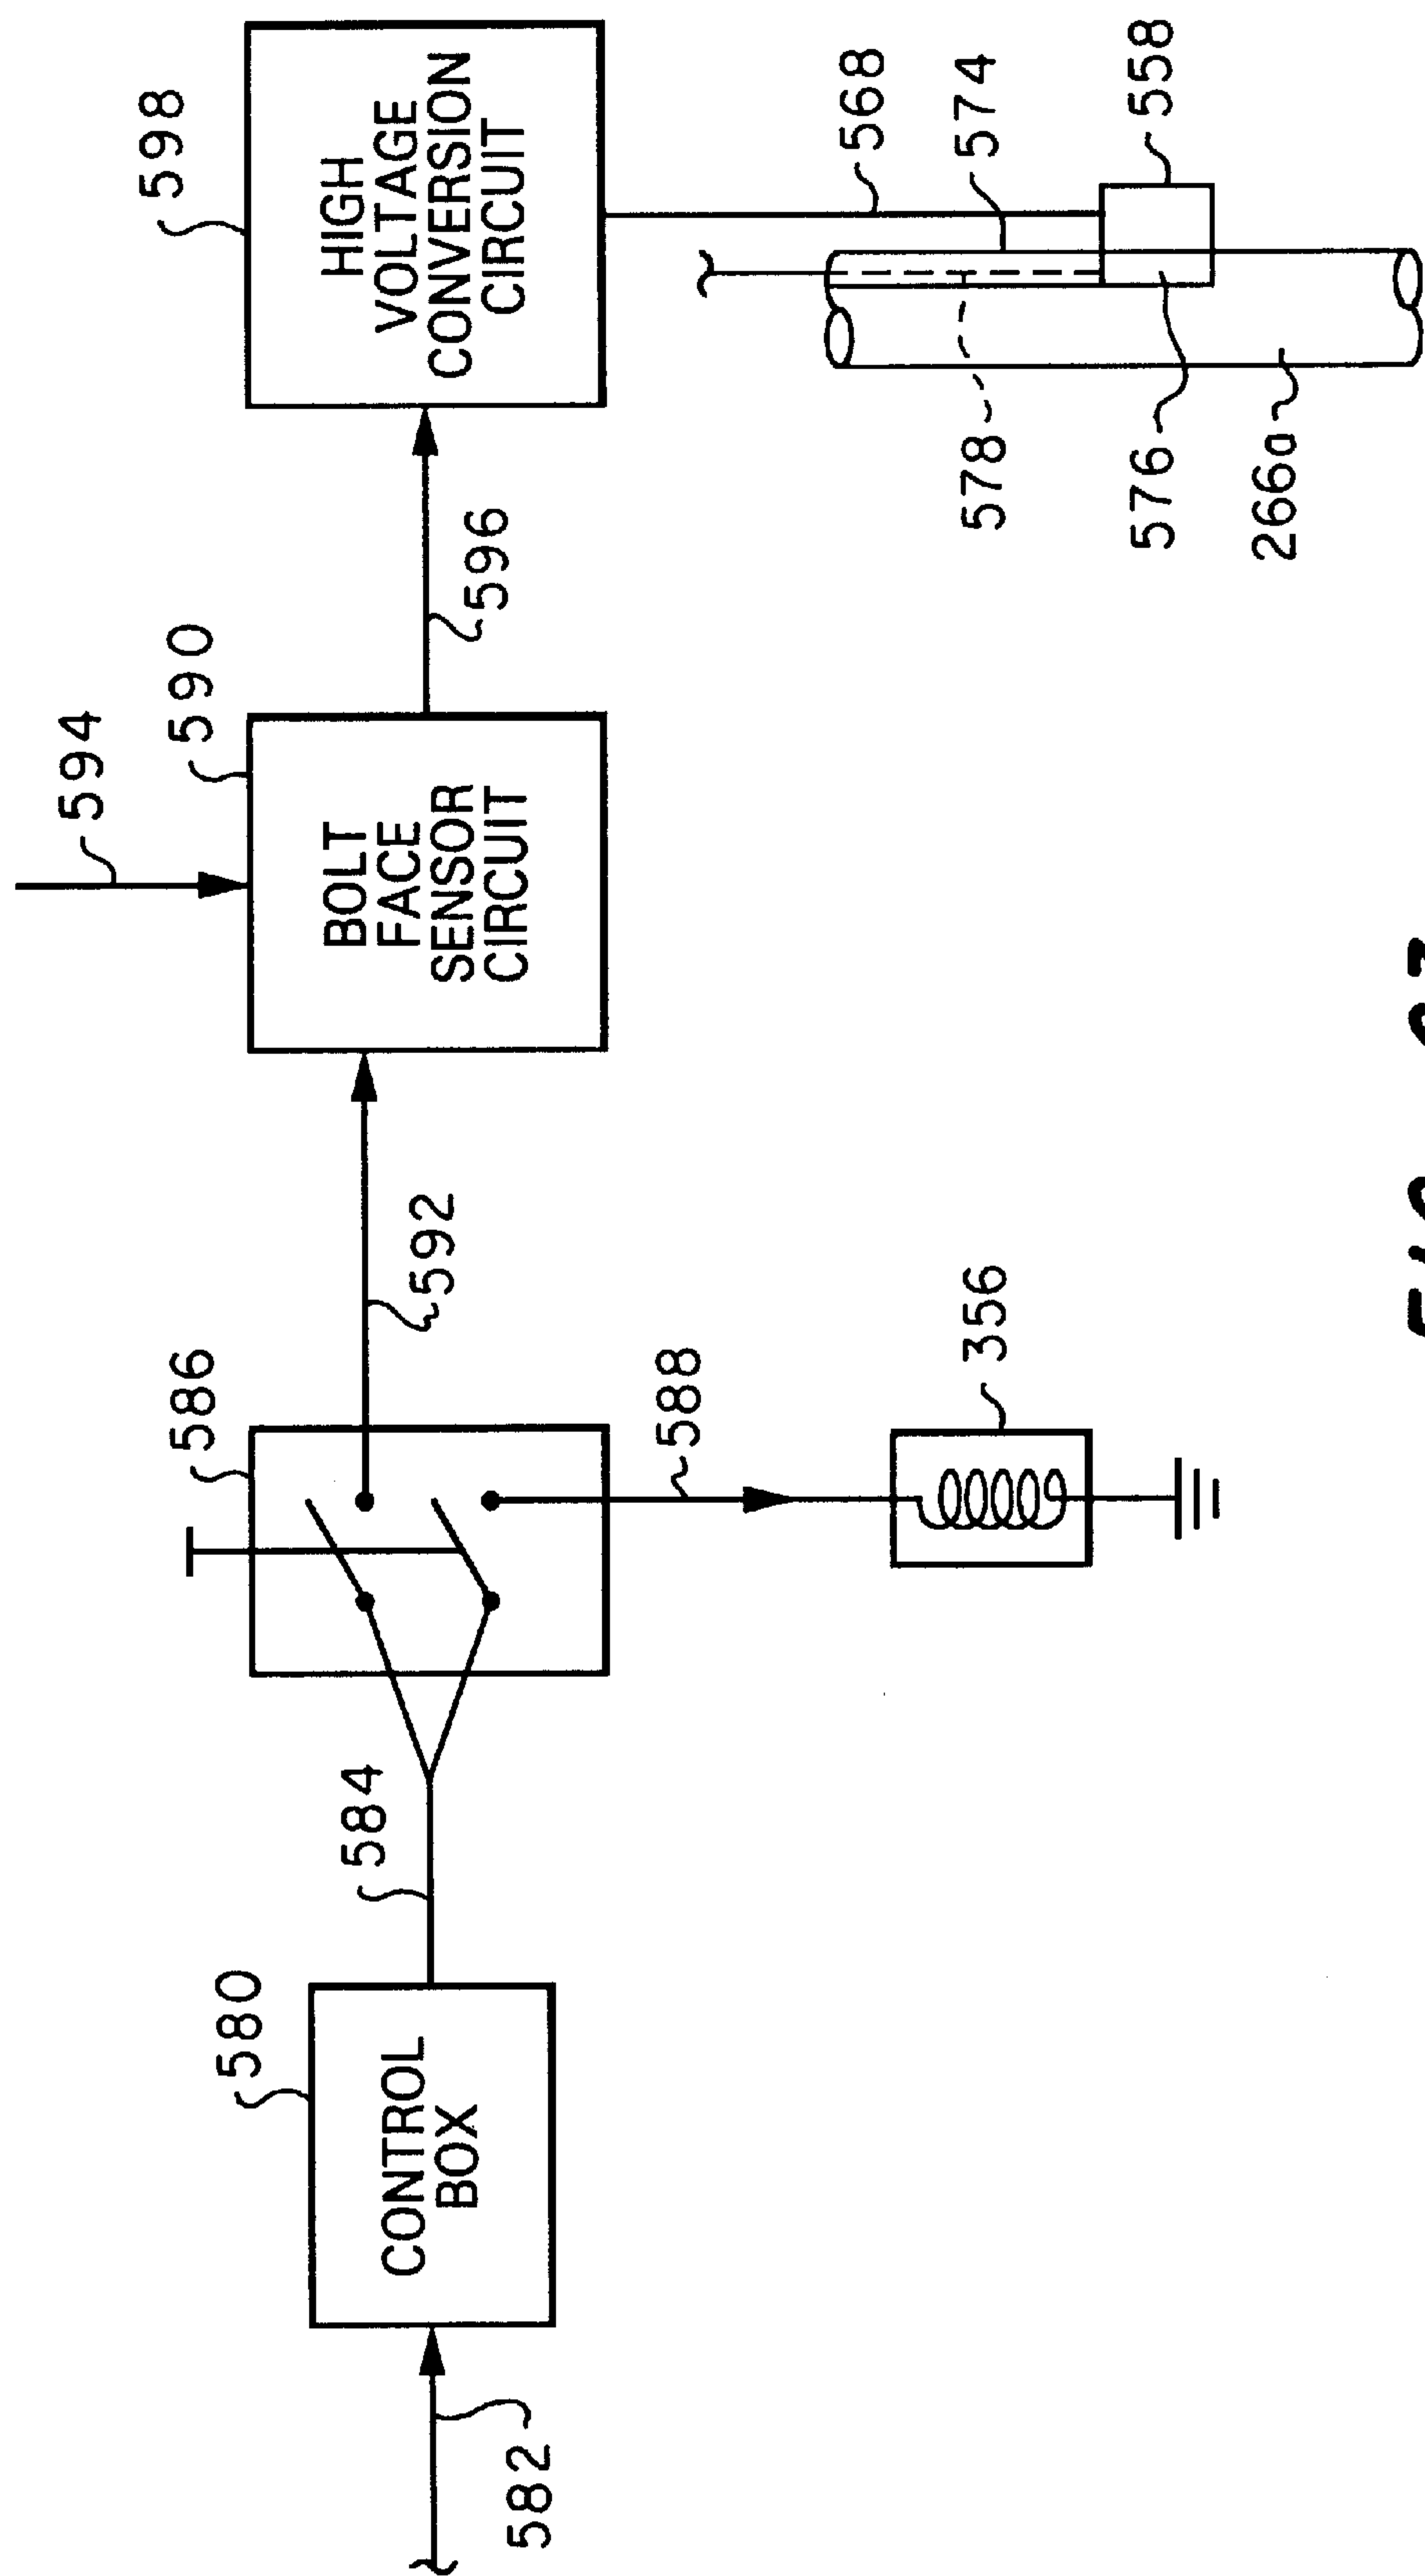 598
HIGH
VOLTAGE
CONVERSION
CIRCUIT
568
574
558
578
576
266a
596
594
590
BOLT
FACE
SENSOR
CIRCUIT
592
586
588
356
584
580
CONTROL
BOX
582